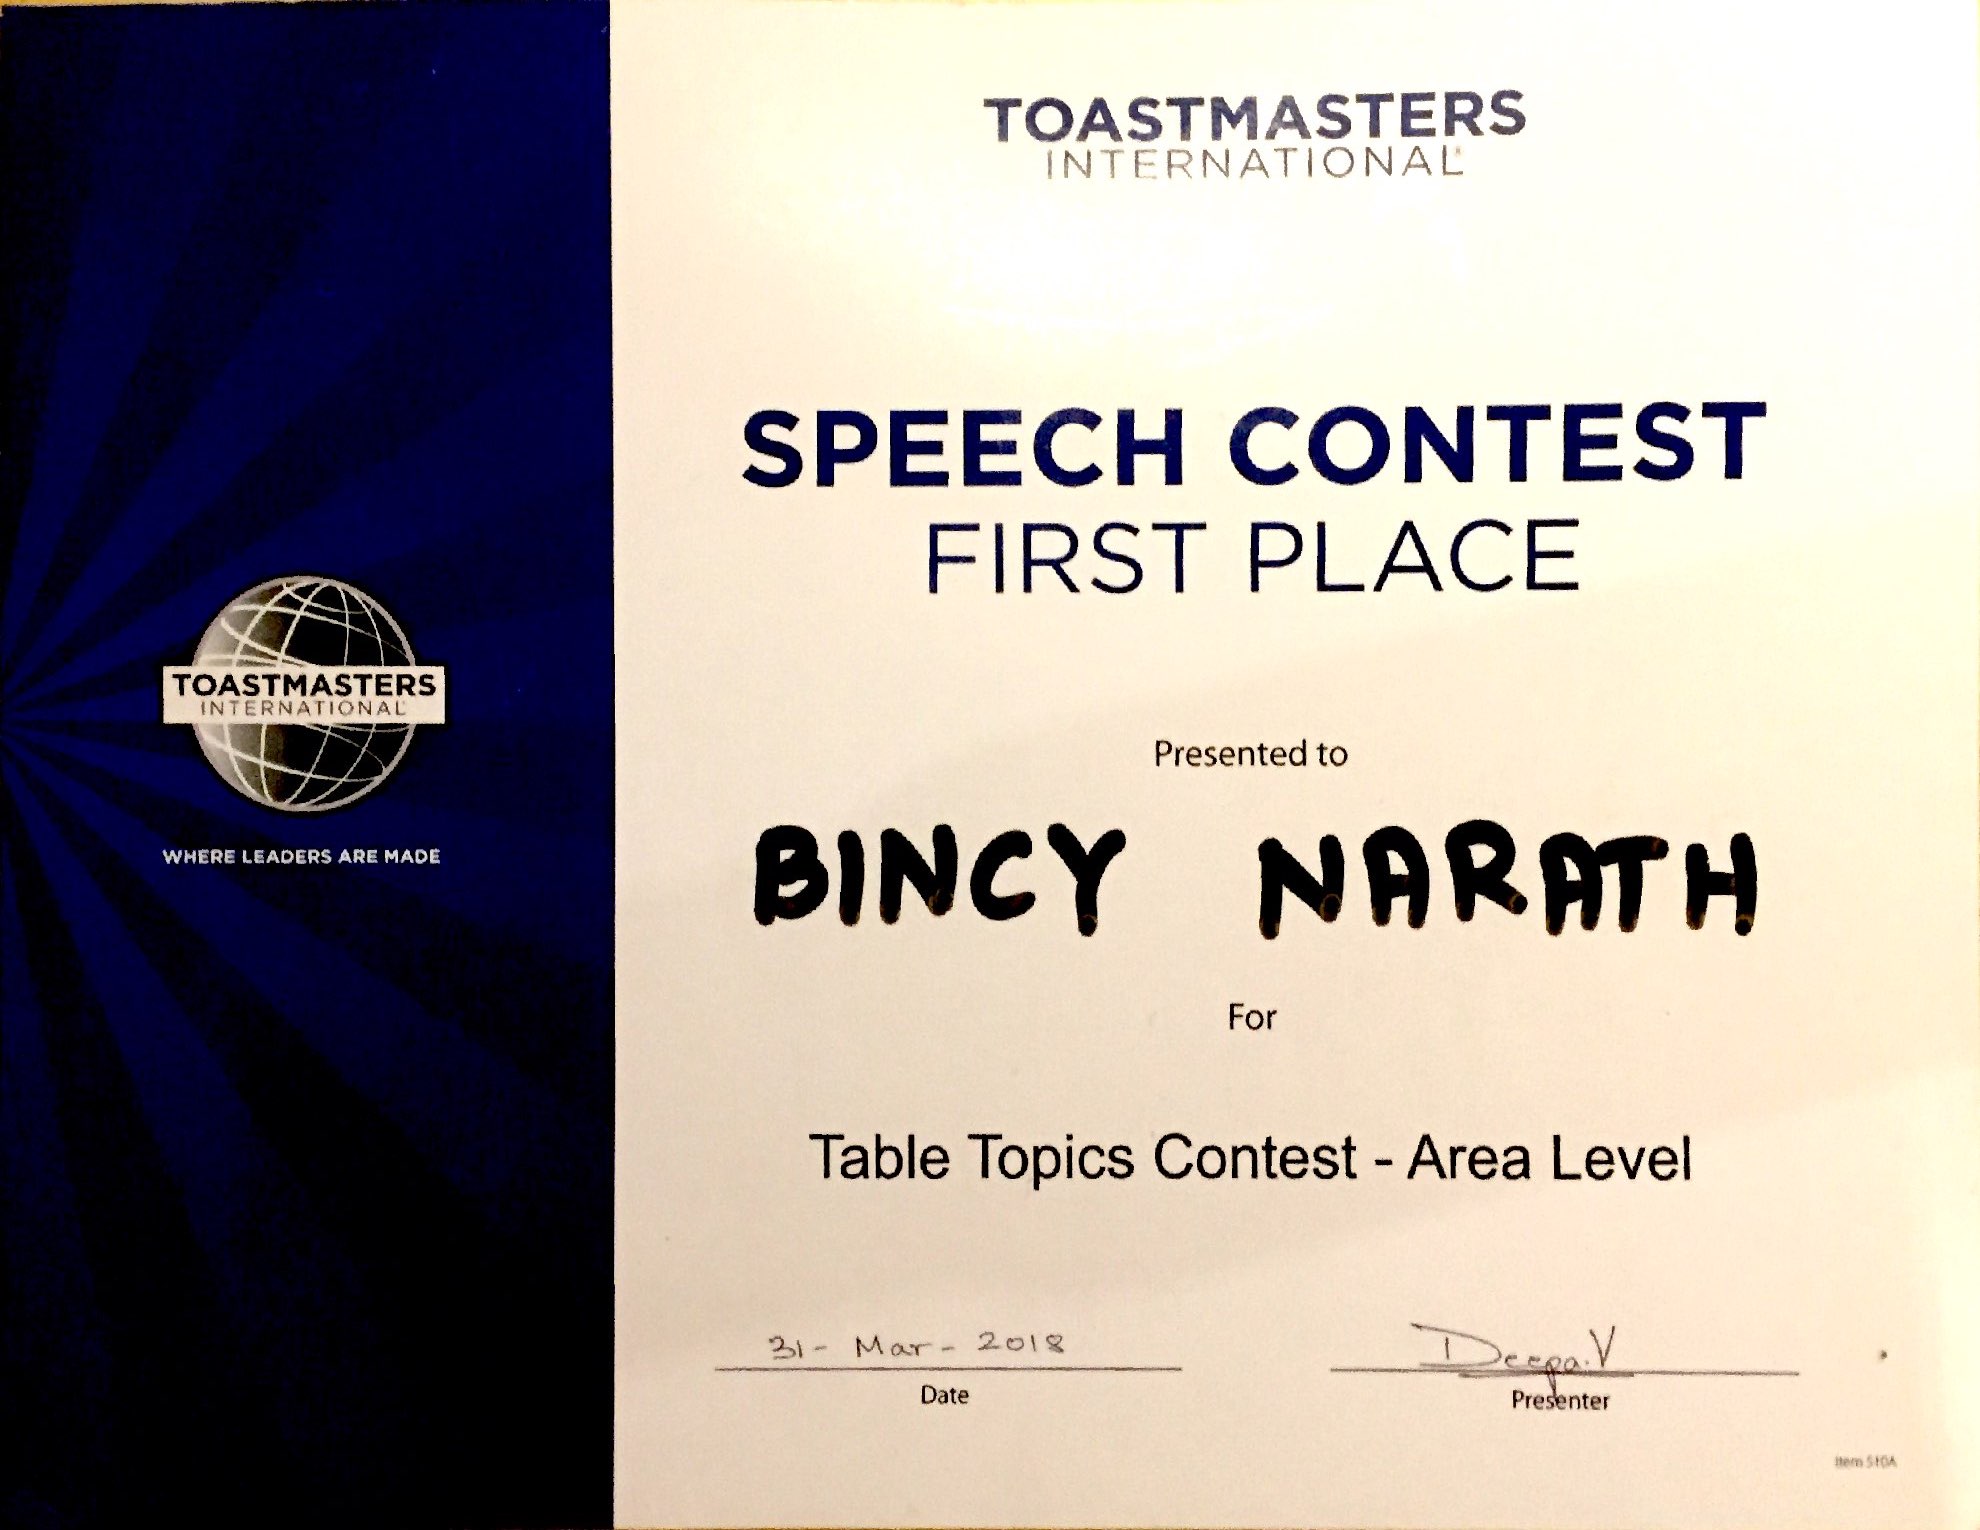 TOASTMASTERS
INTERNATIONAL
WHERE LEADERS ARE MADE
TOASTMASTERS
INTERNATIONAL
SPEECH CONTEST
FIRST PLACE
Presented to
BINCY NARATH
For
Table Topics Contest - Area Level
31- Mar - 2018
Date
Deepa.V
Presenter
Item 510A